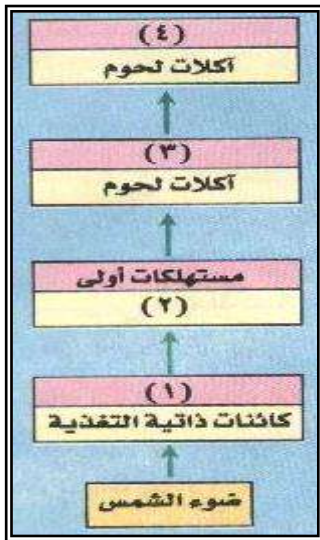 (٤)
آكلات لحوم
(٣)
آكلات لحوم
مستهلكات أولى
(٢)
(١)
كائنات ذاتية التغذية
ضوء الشمس